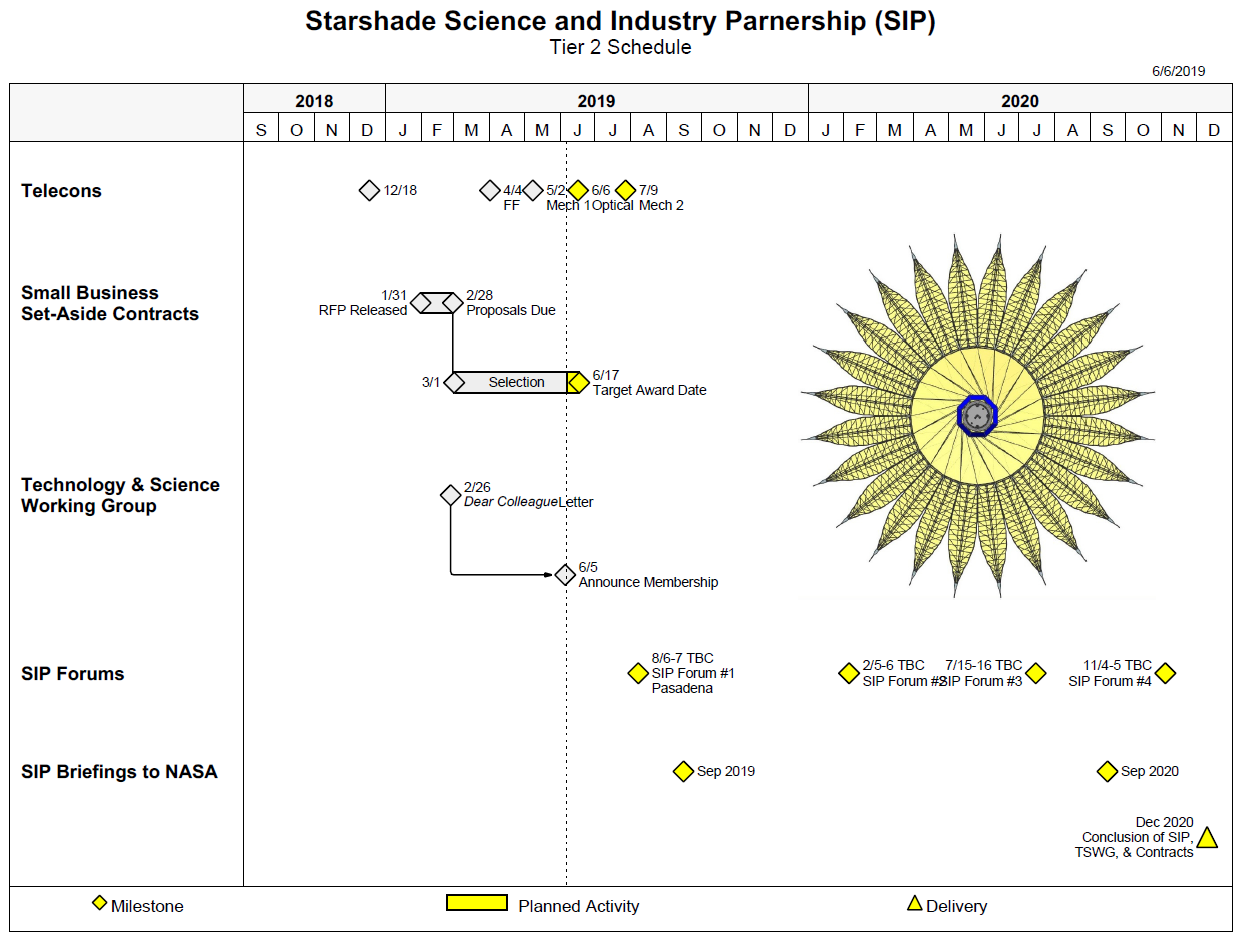 Starshade Science and Industry Parnership (SIP)
Tier 2 Schedule
6/6/2019
2018 2019 2020
S O N D J F M A M J J A S O N D J F M A M J J A S O N D
Telecons
12/18 4/4 5/2 6/6 7/9
FF Mech 1 Optical Mech 2
Small Business
Set-Aside Contracts
1/31 2/28
RFP Released Proposals Due
3/1 Selection 6/17
Target Award Date
Technology & Science
Working Group
2/26
Dear Colleague Letter
6/5
Announce Membership
SIP Forums
8/6-7 TBC
SIP Forum #1
Pasadena
2/5-6 TBC 7/15-16 TBC 11/4-5 TBC
SIP Forum #2 SIP Forum #3 SIP Forum #4
SIP Briefings to NASA
Sep 2019 Sep 2020
Dec 2020
Conclusion of SIP,
TSWG, & Contracts
Milestone Planned Activity Delivery